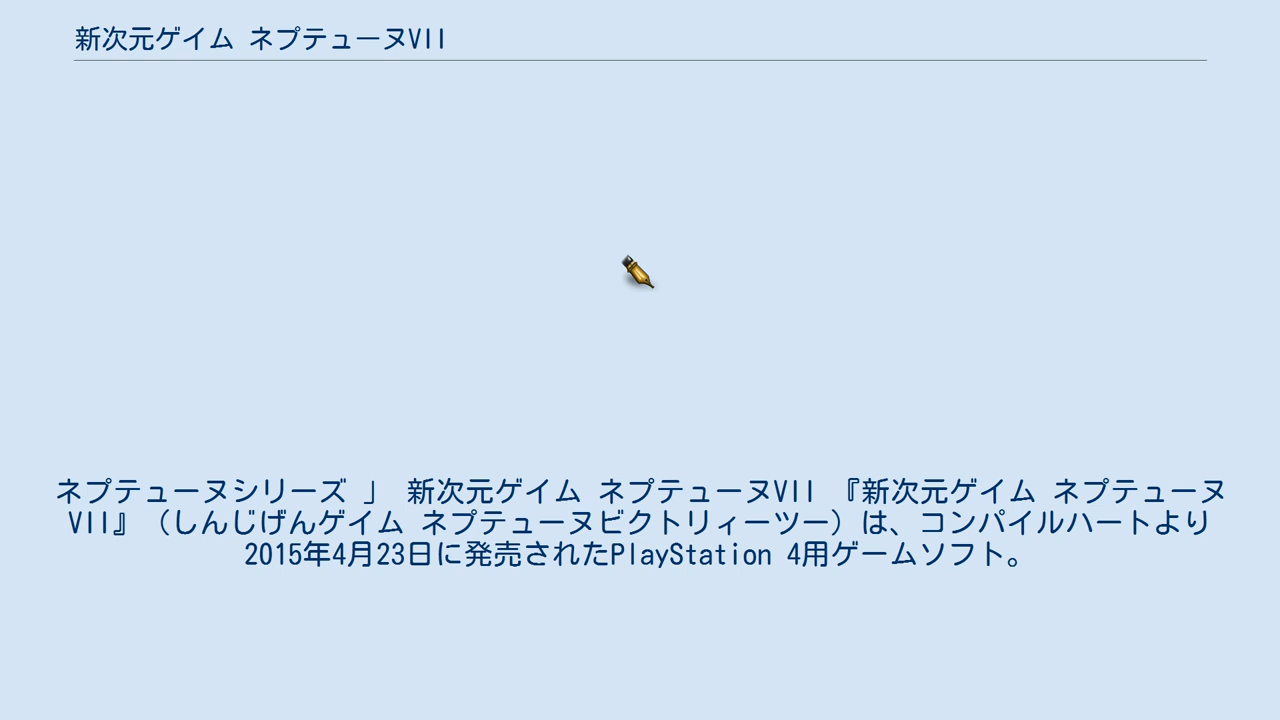 新次元ゲイム ネプテューヌVII
ネプテューヌシリーズ 」 新次元ゲイム ネプテューヌVII 『新次元ゲイム ネプテューヌ
VII』（しんじげんゲイム ネプテューヌビクトリィーツー）は、コンパイルハートより
2015年4月23日に発売されたPlayStation 4用ゲームソフト。